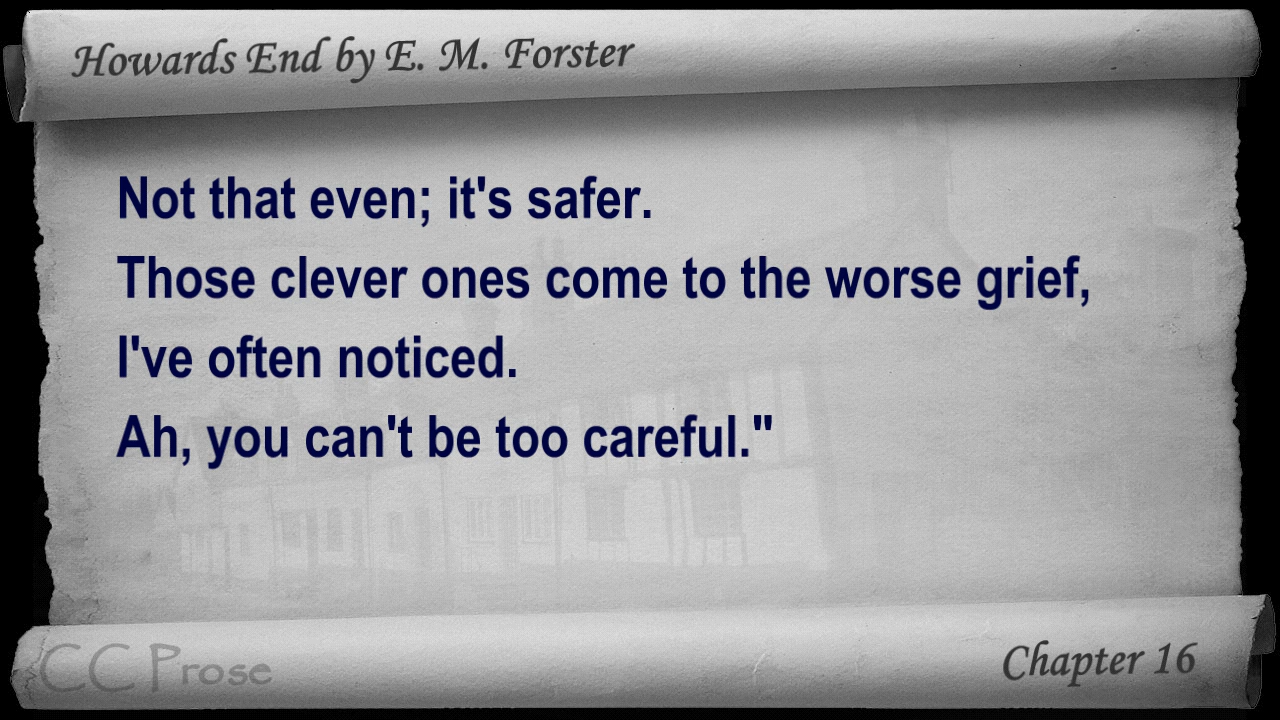 Howards End by E. M. Forster
Not that even; it's safer.
Those clever ones come to the worse grief,
I've often noticed.
Ah, you can't be too careful."
CC Prose
Chapter 16